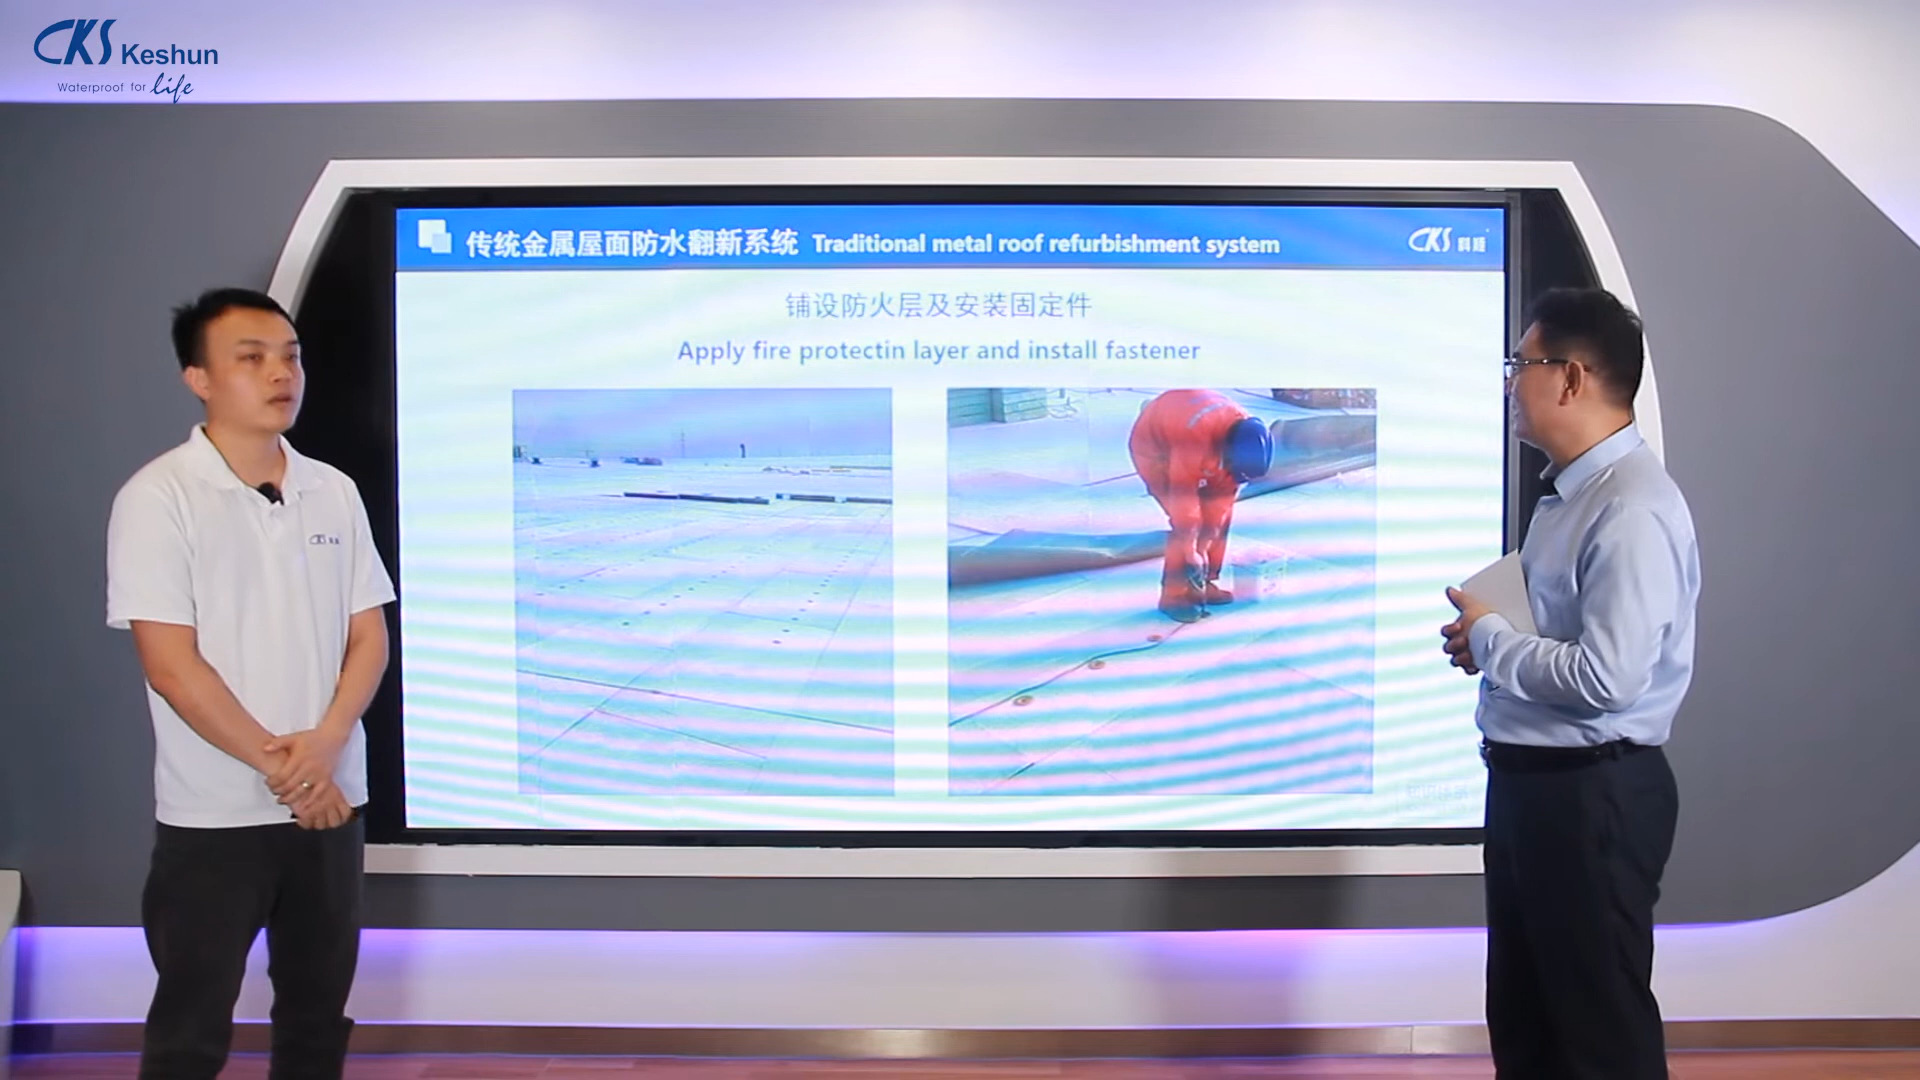 CKS Keshun
Waterproof for life
传统金属屋面防水翻新系统 Traditional metal roof refurbishment system
CKS 科顺
铺设防火层及安装固定件
Apply fire protectin layer and install fastener